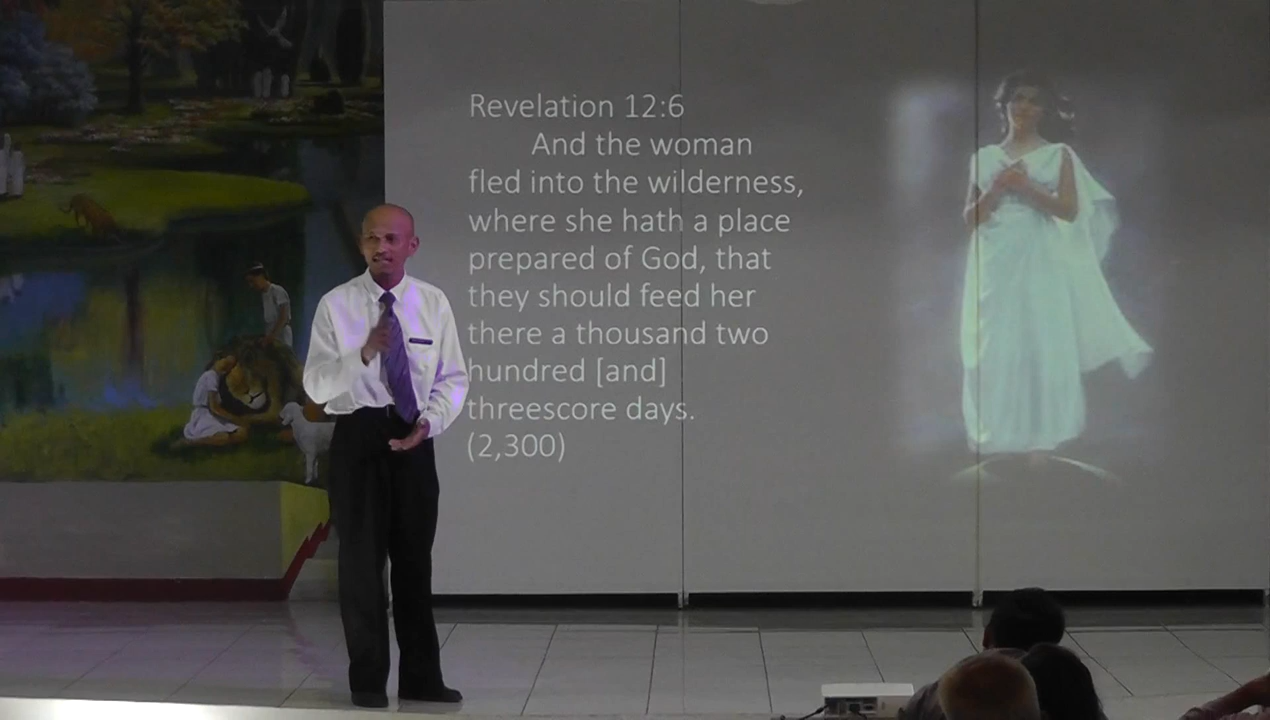 Revelation 12:6
And the woman
fled into the wilderness,
where she hath a place
prepared of God, that
they should feed her
there a thousand two
hundred [and]
threescore days.
(2,300)